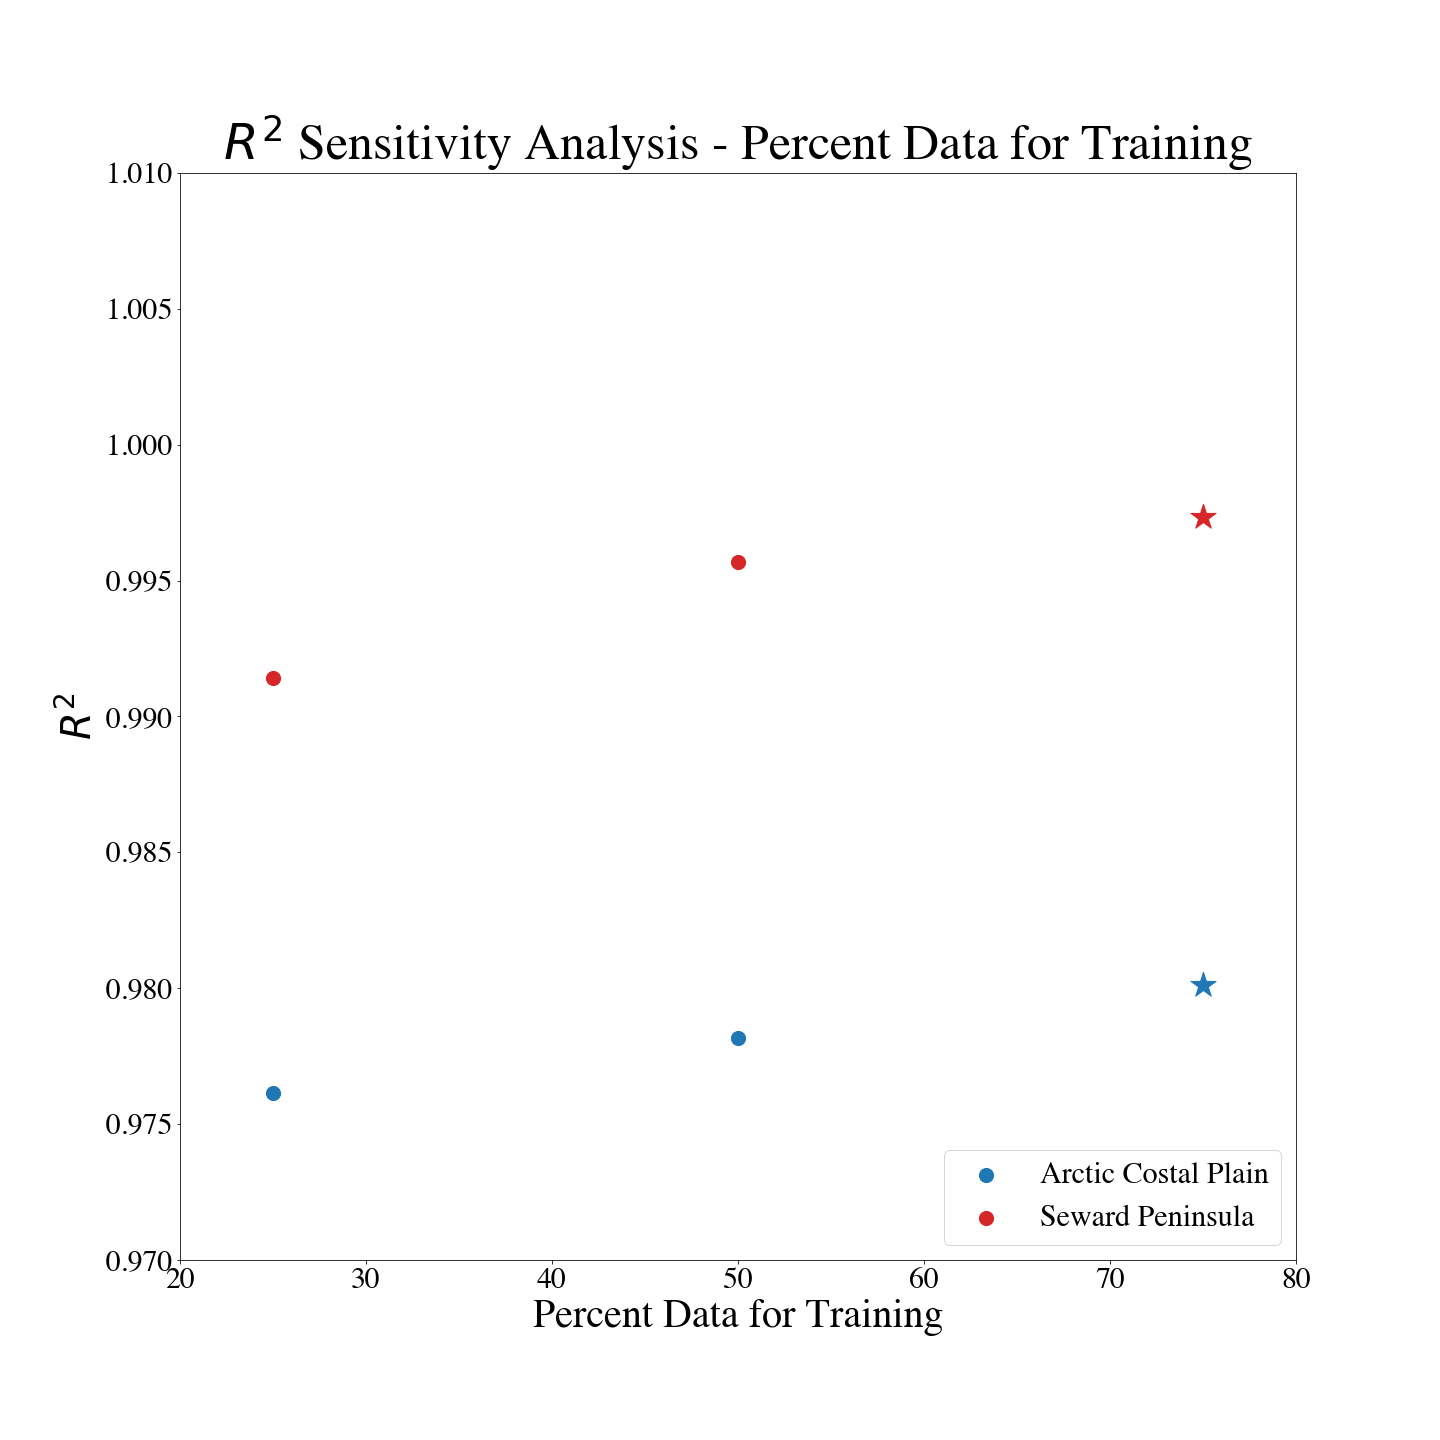 R² Sensitivity Analysis - Percent Data for Training
1.010
1.005
1.000
0.995
0.990
0.985
0.980
0.975
0.970
R²
20 30 40 50 60 70 80
Percent Data for Training
Arctic Costal Plain
Seward Peninsula